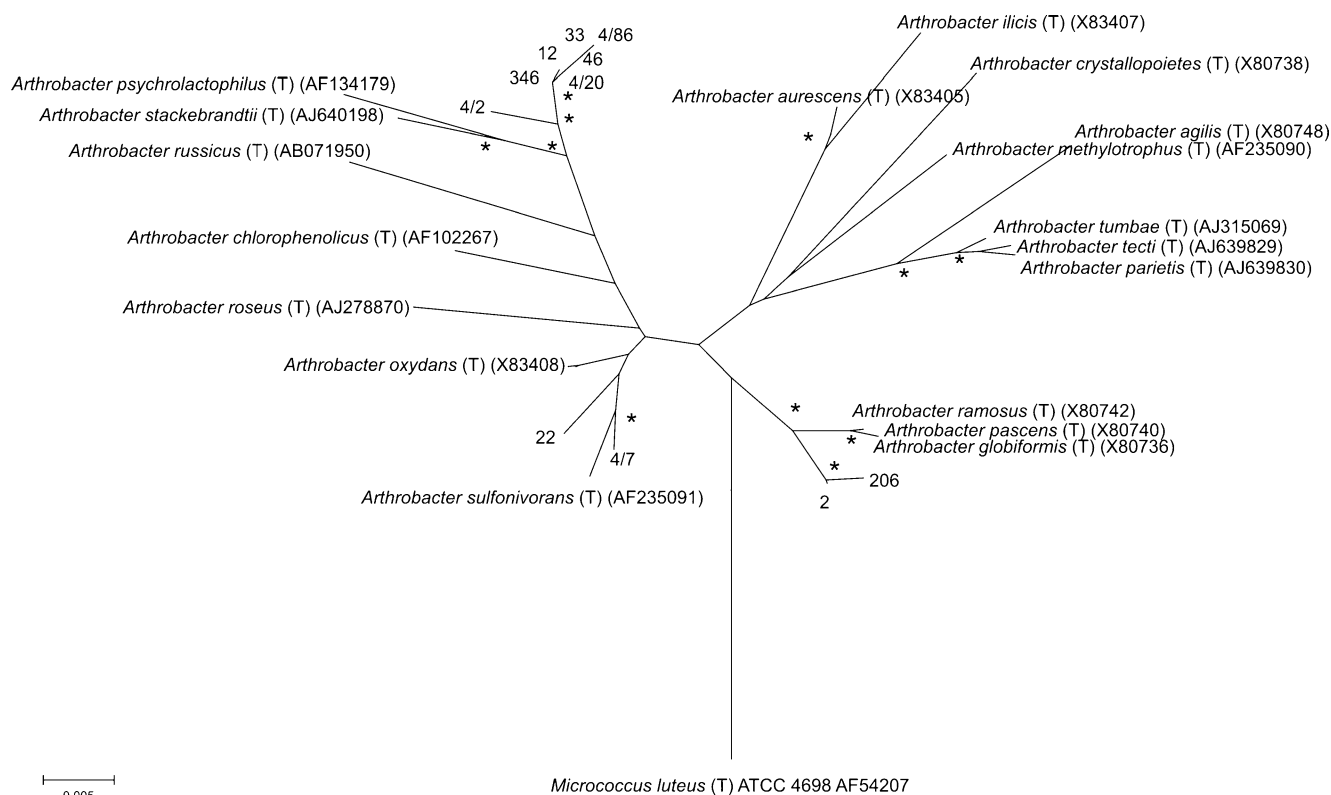 Arthrobacter ilicis (T) (X83407)
33 4/86
12 46
Arthrobacter crystallopoietes (T) (X80738)
346 * 4/20
Arthrobacter psychrolactophilus (T) (AF134179)
Arthrobacter aurescens (T) (X83405)
4/2
*
Arthrobacter stackebrandtii (T) (AJ640198)
Arthrobacter agilis (T) (X80748)
*
* *
Arthrobacter russicus (T) (AB071950)
Arthrobacter methylotrophus (T) (AF235090)
Arthrobacter tumbae (T) (AJ315069)
Arthrobacter chlorophenolicus (T) (AF102267)
Arthrobacter tecti (T) (AJ639829)
*
Arthrobacter parietis (T) (AJ639830)
*
Arthrobacter roseus (T) (AJ278870)
Arthrobacter oxydans (T) (X83408)
*
Arthrobacter ramosus (T) (X80742)
*
Arthrobacter pascens (T) (X80740)
22
*
Arthrobacter globiformis (T) (X80736)
4/7
*
206
Arthrobacter sulfonivorans (T) (AF235091)
2
Micrococcus luteus (T) ATCC 4698 AF54207
0.005